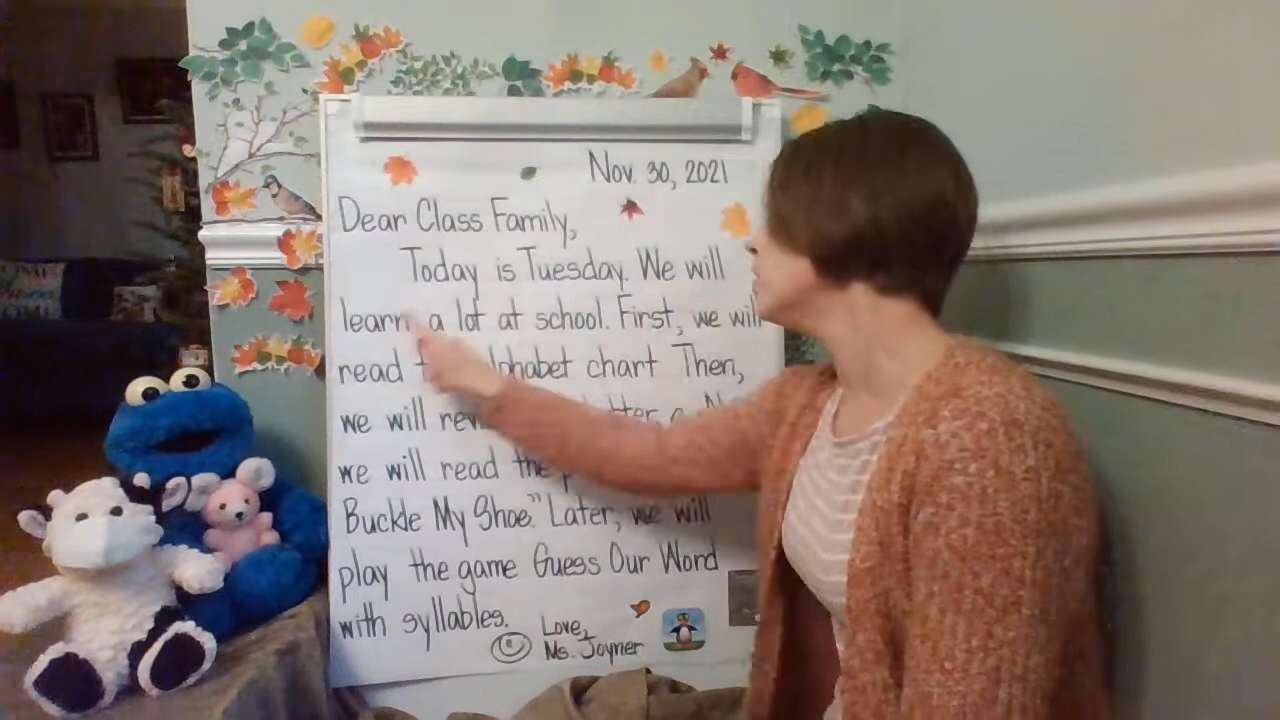 Nov. 30, 2021
Dear Class Family,
Today is Tuesday. We will
learn a lot at school. First, we will
read alphabet chart. Then,
we will letter
we will read the
Buckle My Shoe." Later, we will
play the game Guess Our Word
with syllables.
Love,
Ms. Joyner